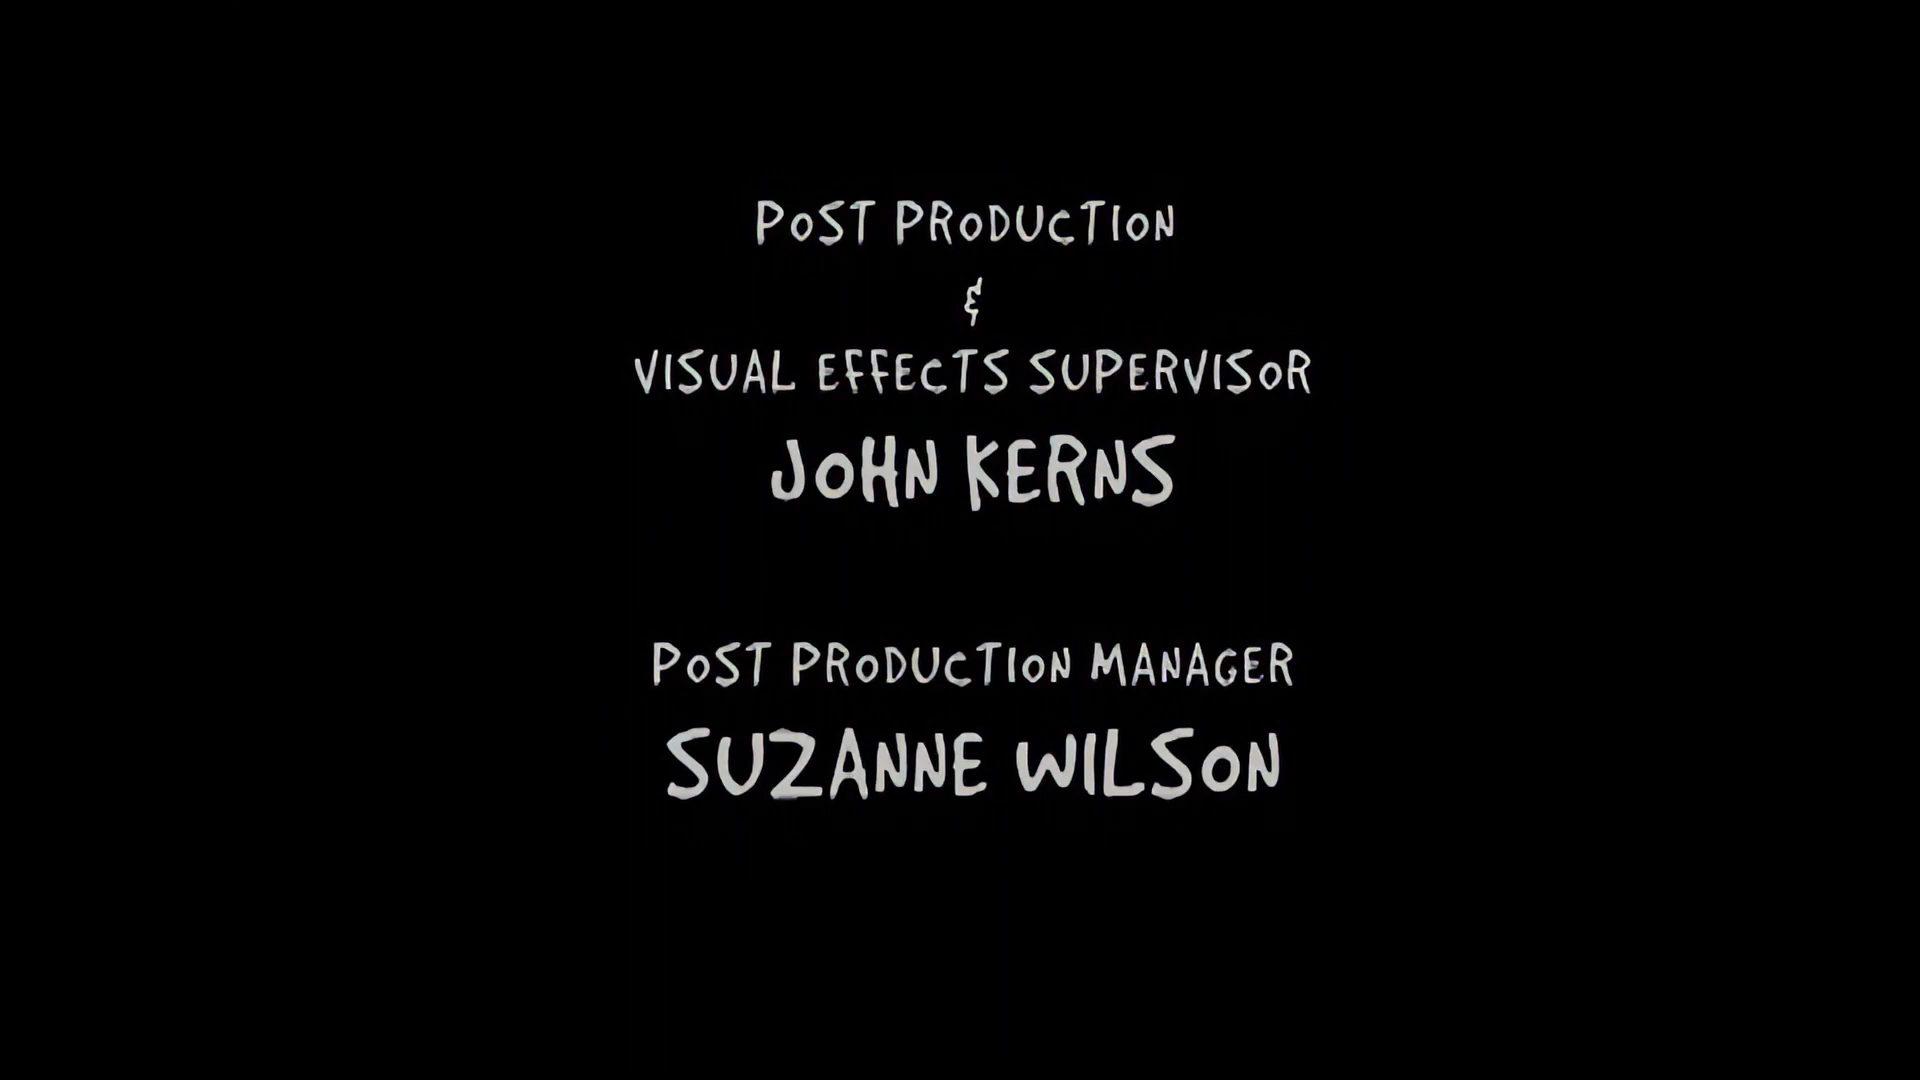 POST PRODUCTION
&
VISUAL EFFECTS SUPERVISOR
JOHN KERNS
POST PRODUCTION MANAGER
SUZANNE WILSON